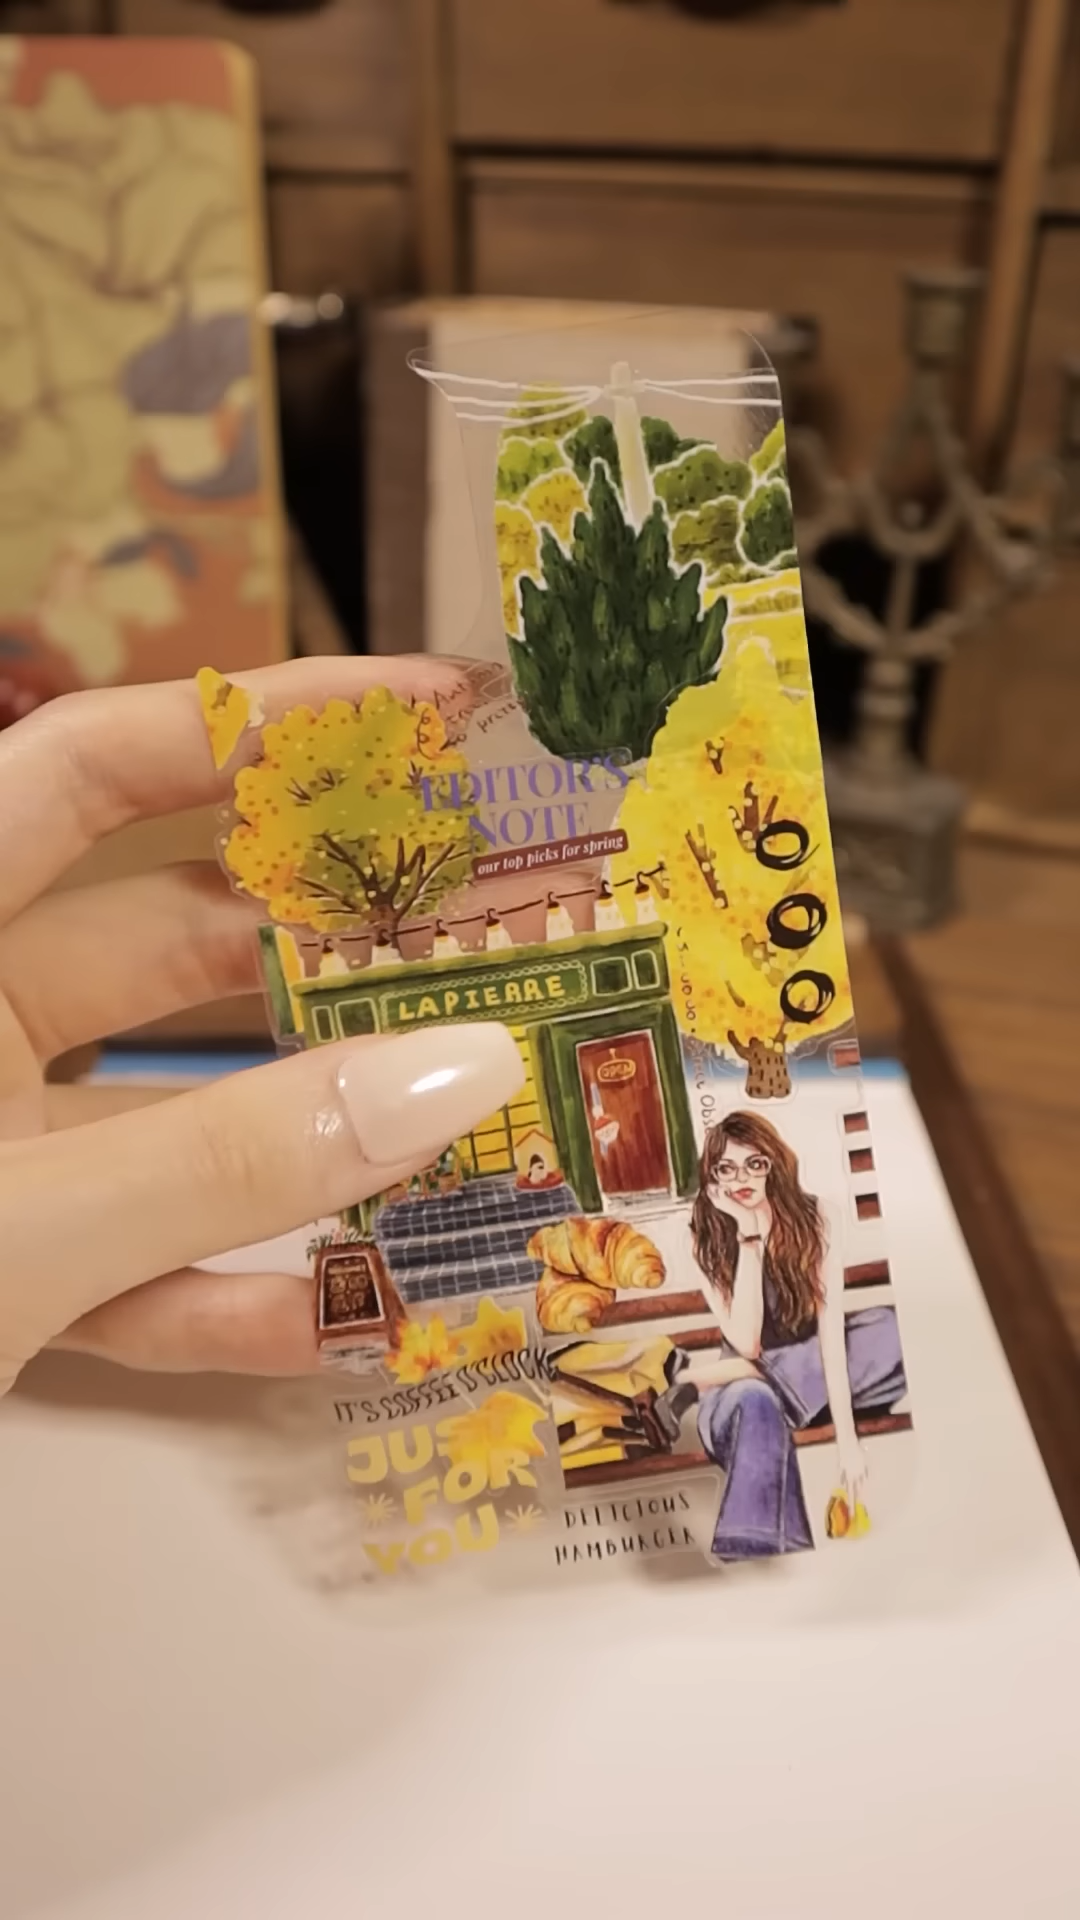 EDITOR'S
NOTE
our top picks for spring
LAPIERRE
OPEN
IT'S COFFEE O'CLOCK
JUST
FOR
YOU
DELICIOUS
HAMBURGER